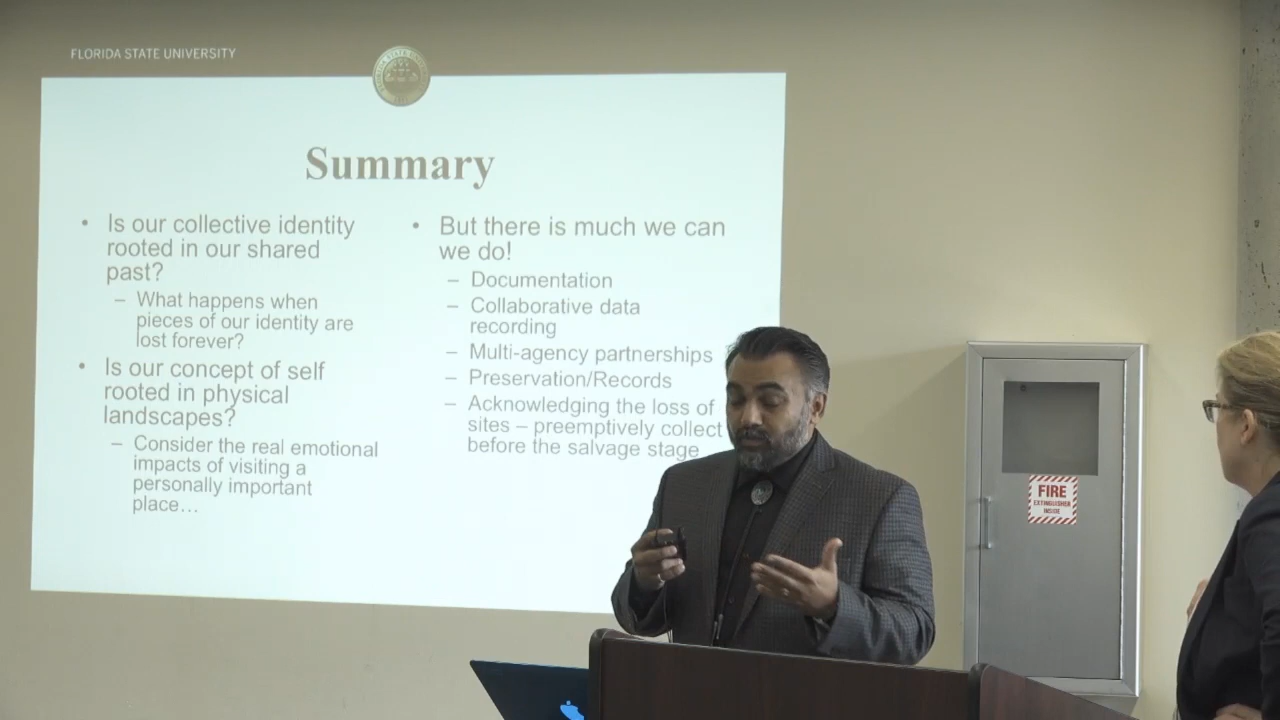 FLORIDA STATE UNIVERSITY
Summary
• Is our collective identity
rooted in our shared
past?
– What happens when
pieces of our identity are
lost forever?
• Is our concept of self
rooted in physical
landscapes?
– Consider the real emotional
impacts of visiting a
personally important
place…
• But there is much we can
we do!
– Documentation
– Collaborative data
recording
– Multi-agency partnerships
– Preservation/Records
– Acknowledging the loss of
sites – preemptively collect
before the salvage stage
FIRE
EXTINGUISHER
INSIDE